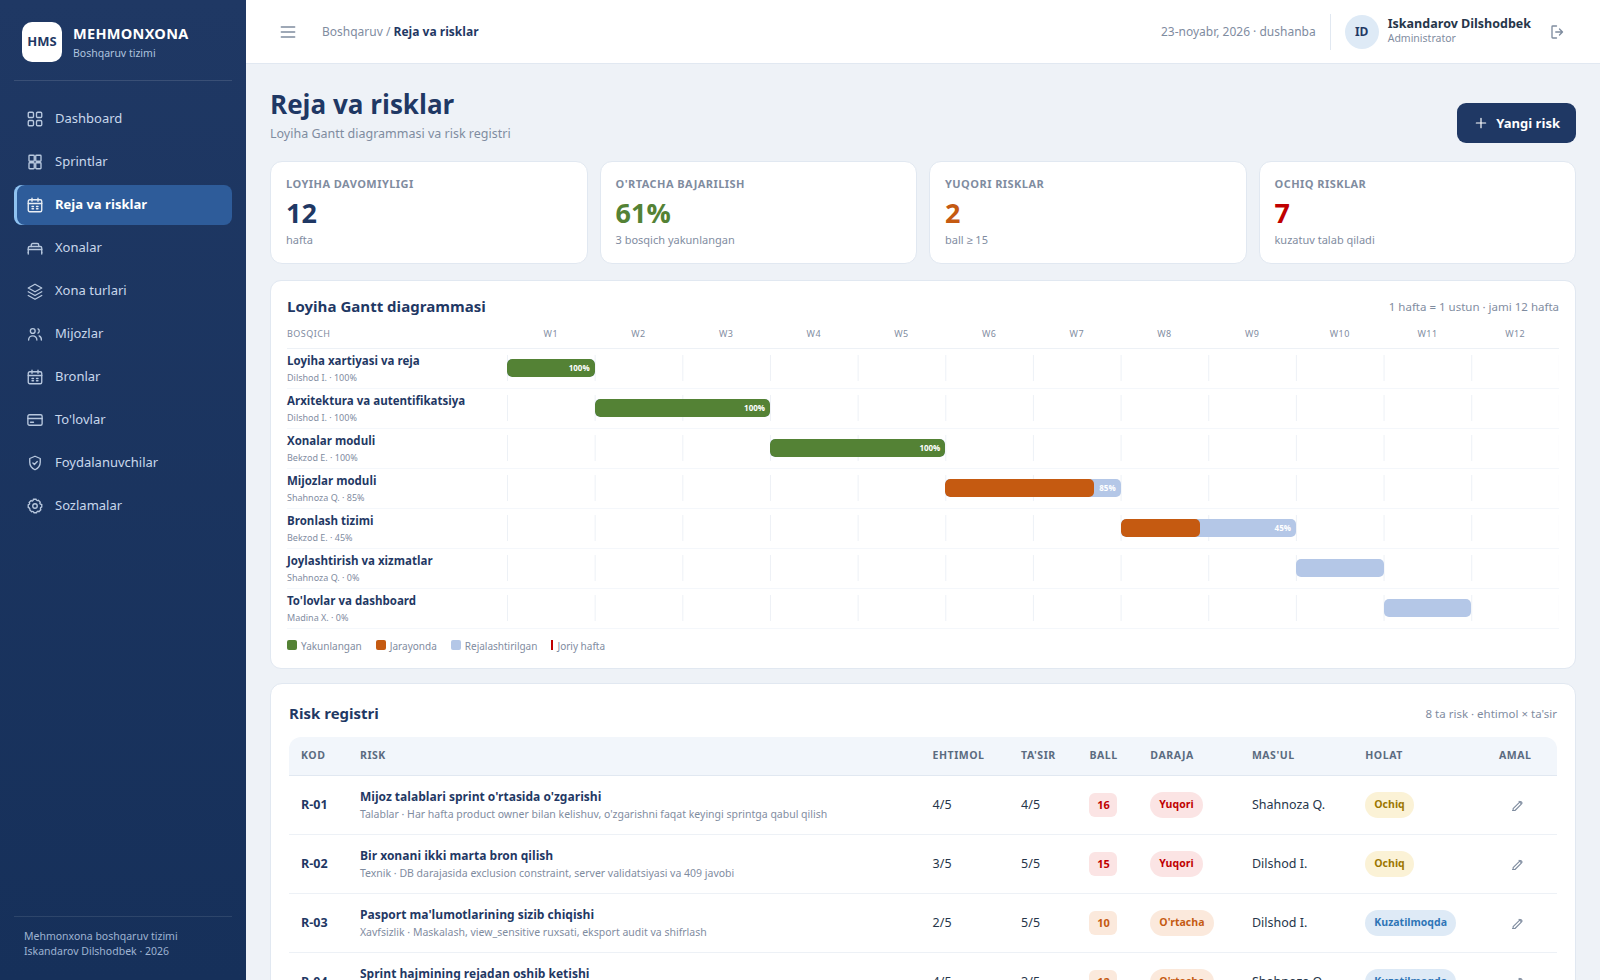 HMS
MEHMONXONA
Boshqaruv tizimi
Dashboard
Sprintlar
Reja va risklar
Xonalar
Xona turlari
Mijozlar
Bronlar
To'lovlar
Foydalanuvchilar
Sozlamalar
Mehmonxona boshqaruv tizimi
Iskandarov Dilshodbek · 2026
Boshqaruv / Reja va risklar
23-noyabr, 2026 · dushanba
ID
Iskandarov Dilshodbek
Administrator
Reja va risklar
Loyiha Gantt diagrammasi va risk registri
Yangi risk
LOYIHA DAVOMIYLIGI
12
hafta
O'RTACHA BAJARILISH
61%
3 bosqich yakunlangan
YUQORI RISKLAR
2
ball ≥ 15
OCHIQ RISKLAR
7
kuzatuv talab qiladi
Loyiha Gantt diagrammasi
1 hafta = 1 ustun · jami 12 hafta
BOSQICH W1 W2 W3 W4 W5 W6 W7 W8 W9 W10 W11 W12
Loyiha xartiyasi va reja
Dilshod I. · 100%
100%
Arxitektura va autentifikatsiya
Dilshod I. · 100%
100%
Xonalar moduli
Bekzod E. · 100%
100%
Mijozlar moduli
Shahnoza Q. · 85%
85%
Bronlash tizimi
Bekzod E. · 45%
45%
Joylashtirish va xizmatlar
Shahnoza Q. · 0%
To'lovlar va dashboard
Madina X. · 0%
Yakunlangan Jarayonda Rejalashtirilgan Joriy hafta
Risk registri
8 ta risk · ehtimol × ta'sir
KOD RISK EHTIMOL TA'SIR BALL DARAJA MAS'UL HOLAT AMAL
R-01 Mijoz talablari sprint o'rtasida o'zgarishi 4/5 4/5 16 Yuqori Shahnoza Q. Ochiq
Talablar · Har hafta product owner bilan kelishuv, o'zgarishni faqat keyingi sprintga qabul qilish
R-02 Bir xonani ikki marta bron qilish 3/5 5/5 15 Yuqori Dilshod I. Ochiq
Texnik · DB darajasida exclusion constraint, server validatsiyasi va 409 javobi
R-03 Pasport ma'lumotlarining sizib chiqishi 2/5 5/5 10 O'rtacha Dilshod I. Kuzatilmoqda
Xavfsizlik · Maskalash, view_sensitive ruxsati, eksport audit va shifrlash
Sprint hajmining rejadan oshib ketishi